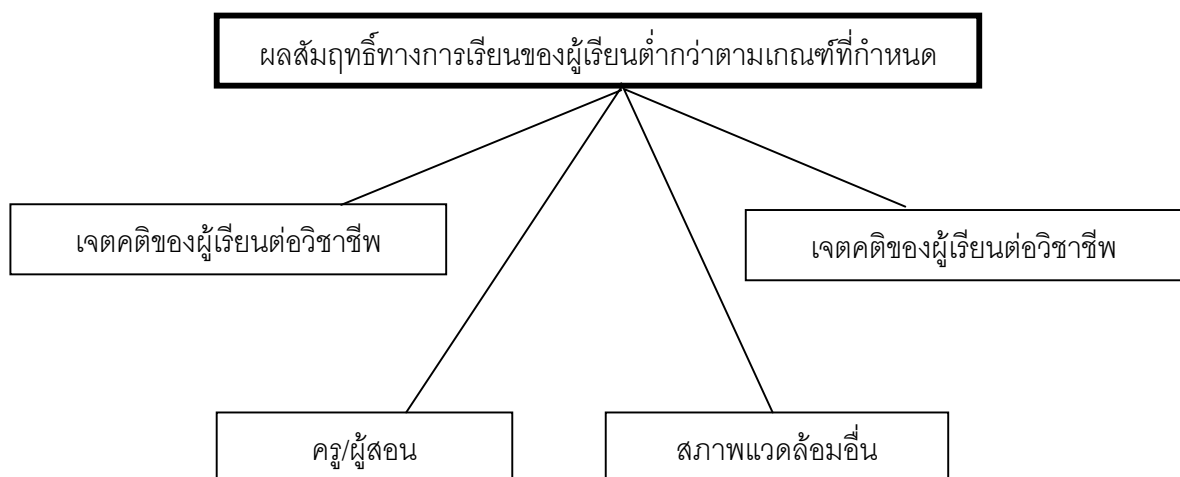 ผลสัมฤทธิ์ทางการเรียนของผู้เรียนต่ำกว่าตามเกณฑ์ที่กำหนด
เจตคติของผู้เรียนต่อวิชาชีพ
เจตคติของผู้เรียนต่อวิชาชีพ
ครู/ผู้สอน
สภาพแวดล้อมอื่น